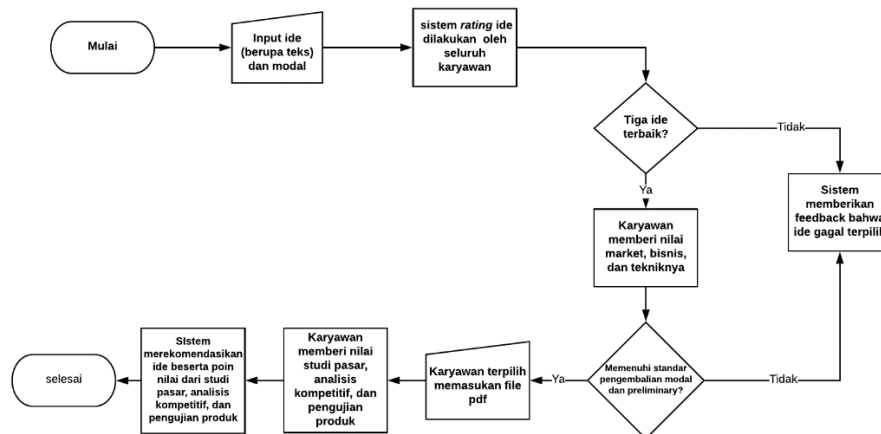 Mulai
Input ide
(berupa teks)
dan modal
sistem rating ide
dilakukan oleh
seluruh
karyawan
Tiga ide
terbaik?
Tidak
Ya
Sistem
memberikan
feedback bahwa
ide gagal terpilih
Karyawan
memberi nilai
market, bisnis,
dan tekniknya
Memenuhi standar
pengembalian modal
dan preliminary?
Tidak
Ya
Karyawan terpilih
memasukan file
pdf
Karyawan
memberi nilai
studi pasar,
analisis
kompetitif, dan
pengujian
produk
SIstem
merekomendasikan
ide beserta poin
nilai dari studi
pasar, analisis
kompetitif, dan
pengujian produk
selesai